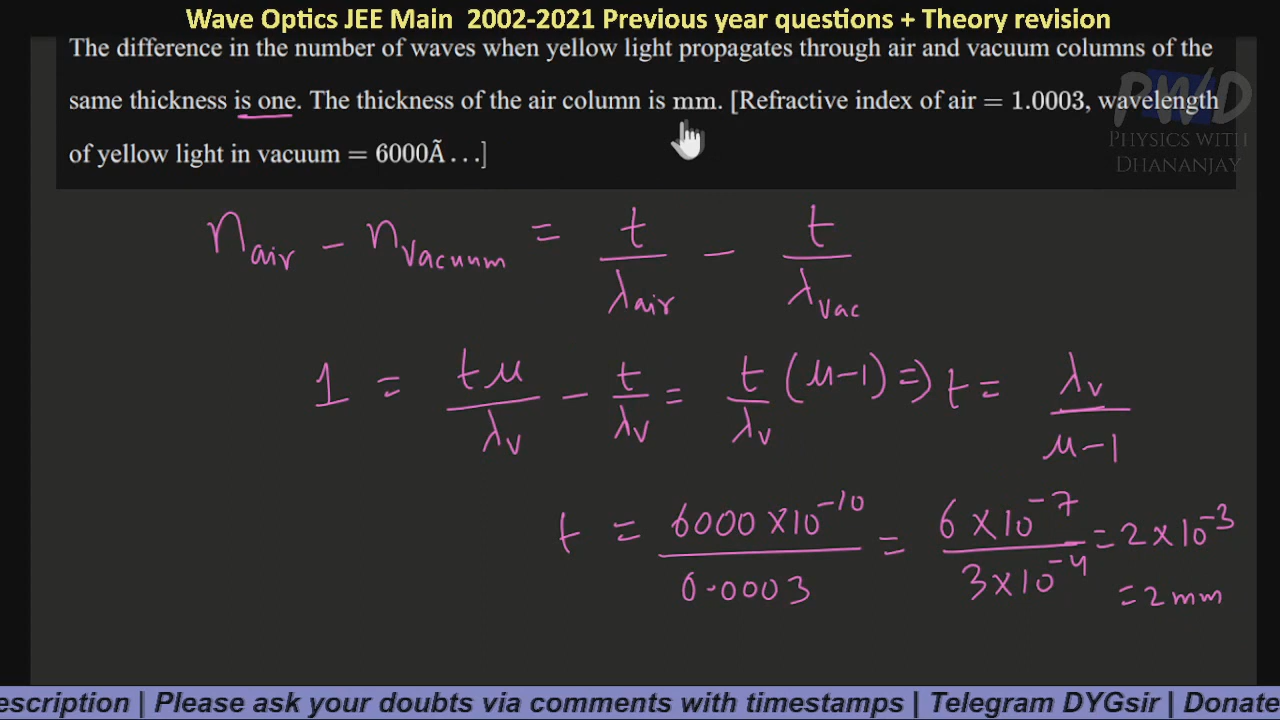 Wave Optics JEE Main 2002-2021 Previous year questions + Theory revision
The difference in the number of waves when yellow light propagates through air and vacuum columns of the
same thickness is one. The thickness of the air column is mm. [Refractive index of air = 1.0003, wavelength
of yellow light in vacuum = 6000Ã . . .]
PWD
PHYSICS WITH
DHANANJAY
n_air − n_vacuum = t/λ_air − t/λ_vac
1 = tμ/λ_v − t/λ_v = t/λ_v (μ−1) ⇒ t = λ_v/μ−1
t = 6000 × 10^-10/0.0003 = 6 × 10^-7/3 × 10^-4 = 2 × 10^-3
= 2 mm
escription | Please ask your doubts via comments with timestamps | Telegram DYGsir | Donate